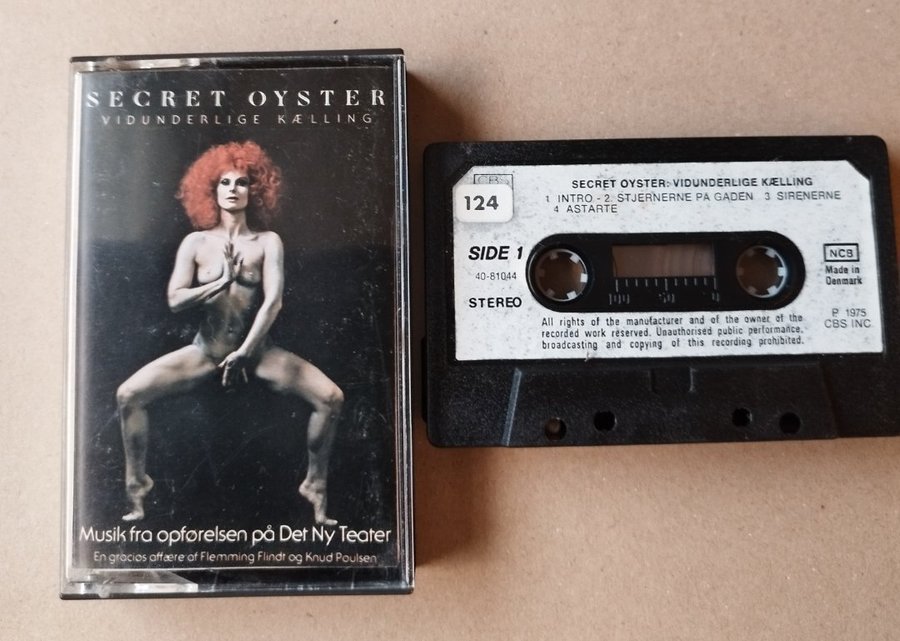 SECRET OYSTER
VIDUNDERLIGE KÆLLING
Musik fra opførelsen på Det Ny Teater
En graciøs affære af Flemming Flindt og Knud Poulsen
CBS
124
SECRET OYSTER: VIDUNDERLIGE KÆLLING
1. INTRO - 2. STJERNERNE PÅ GADEN 3 SIRENERNE
4 ASTARTE
SIDE 1
40-81044
STEREO
NCB
Made in
Denmark
P 1975
CBS INC
100 50 0
All rights of the manufacturer and of the owner of the
recorded work reserved. Unauthorised public performance,
broadcasting and copying of this recording prohibited.